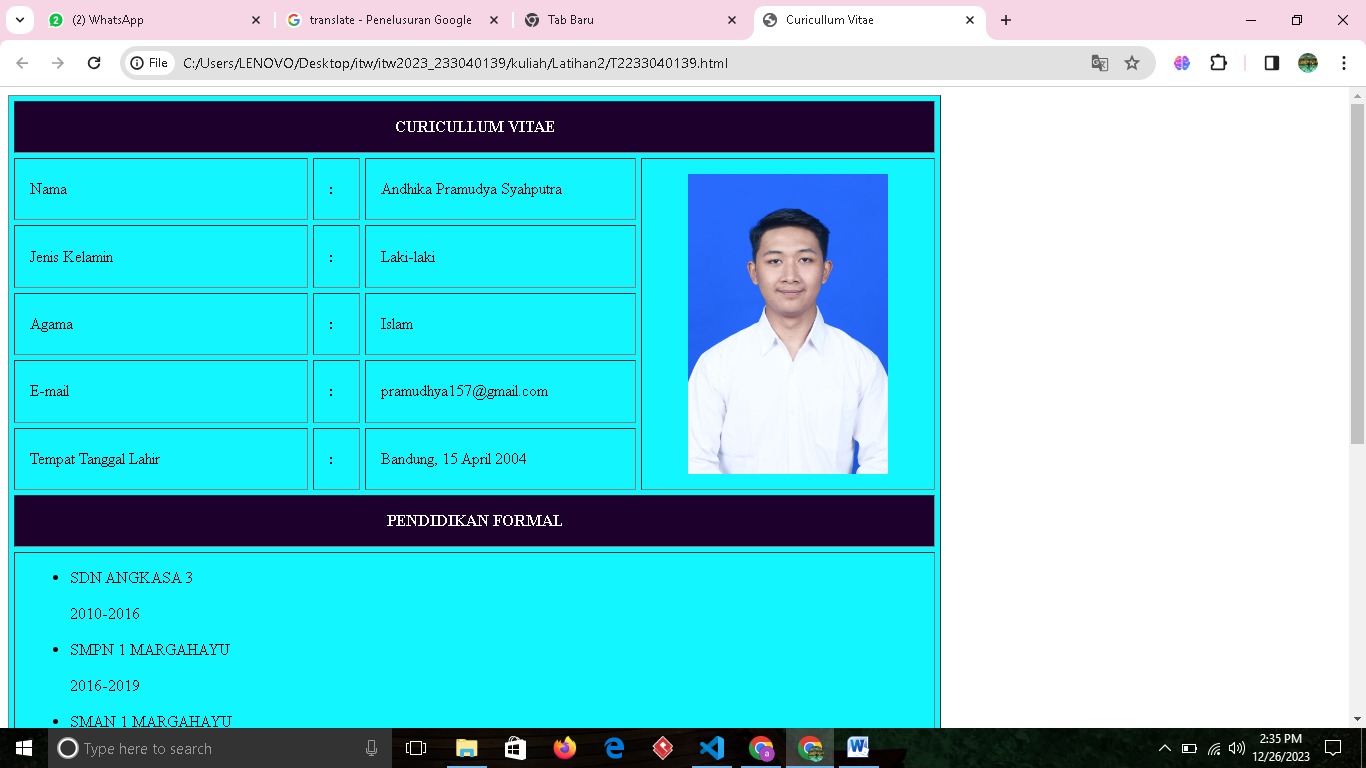 (2) WhatsApp
translate - Penelusuran Google
Tab Baru
Curicullum Vitae
File C:/Users/LENOVO/Desktop/itw/itw2023_233040139/kuliah/Latihan2/T2233040139.html
CURICULLUM VITAE
Nama : Andhika Pramudya Syahputra
Jenis Kelamin : Laki-laki
Agama : Islam
E-mail : pramudhya157@gmail.com
Tempat Tanggal Lahir : Bandung, 15 April 2004
PENDIDIKAN FORMAL
• SDN ANGKASA 3
2010-2016
• SMPN 1 MARGAHAYU
2016-2019
• SMAN 1 MARGAHAYU
Type here to search
2:35 PM
12/26/2023